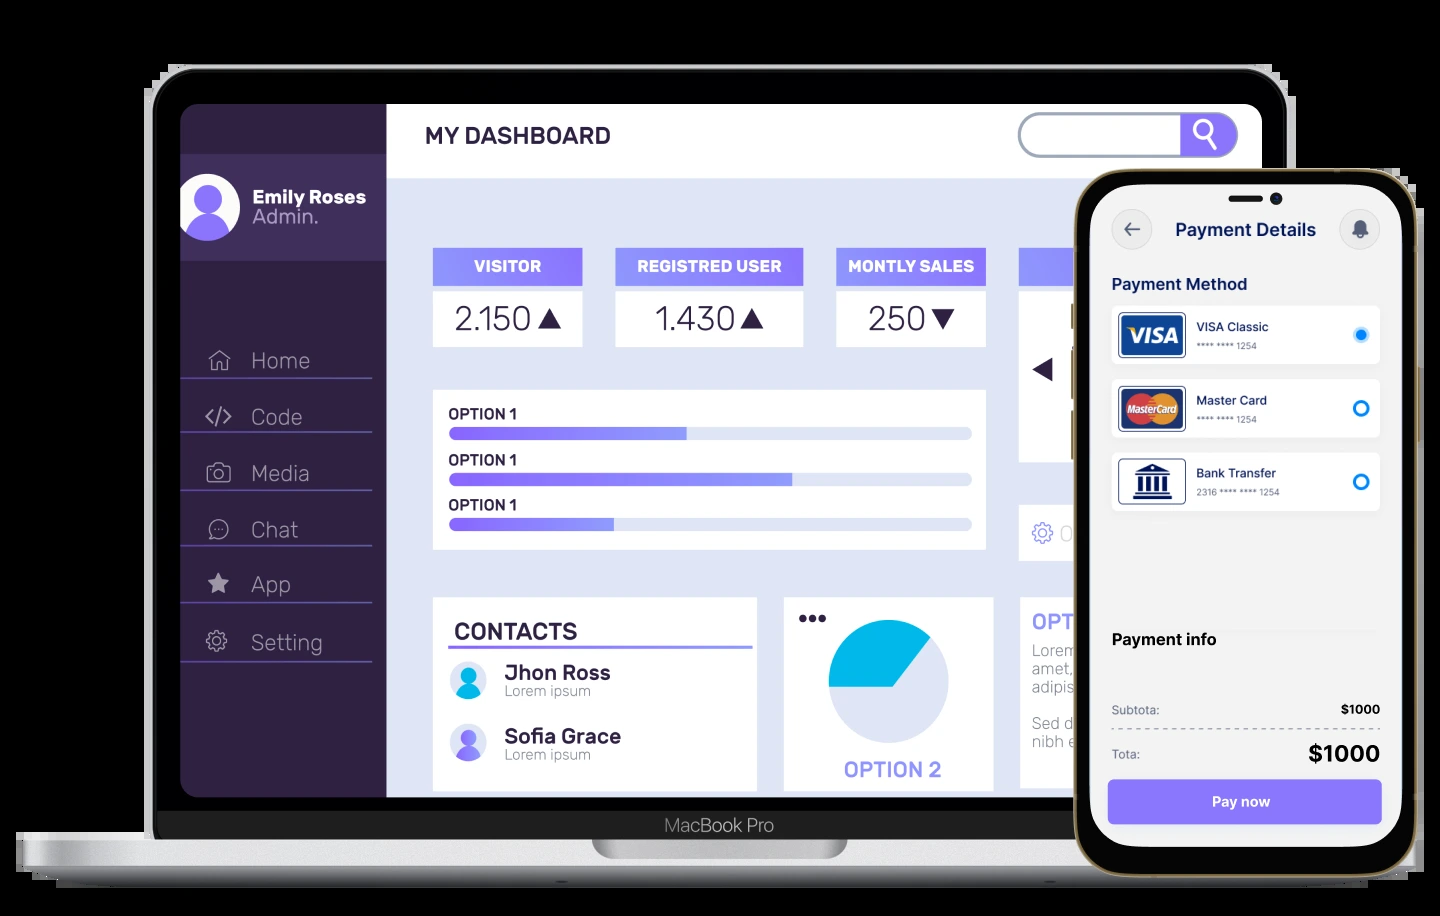 MY DASHBOARD
Emily Roses
Admin.
Home
Code
Media
Chat
App
Setting
VISITOR
2.150
REGISTRED USER
1.430
MONTLY SALES
250
OPTION 1
OPTION 1
OPTION 1
CONTACTS
Jhon Ross
Lorem ipsum
Sofia Grace
Lorem ipsum
OPTION 2
OPT
Lorem
amet,
adipis
Sed d
nibh e
MacBook Pro
Payment Details
Payment Method
VISA
VISA Classic
**** **** 1254
MasterCard
Master Card
**** **** 1254
Bank Transfer
2316 **** **** 1254
Payment info
Subtota:
$1000
Tota:
$1000
Pay now